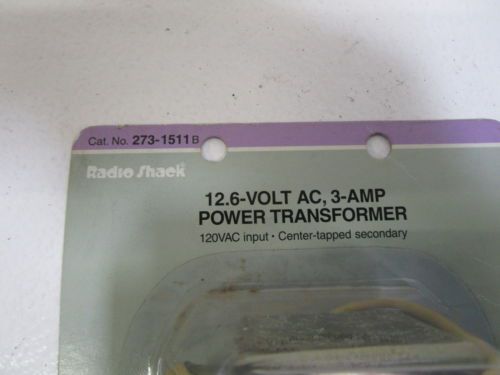 Cat. No. 273-1511B
Radio Shack
12.6-VOLT AC, 3-AMP
POWER TRANSFORMER
120VAC input • Center-tapped secondary